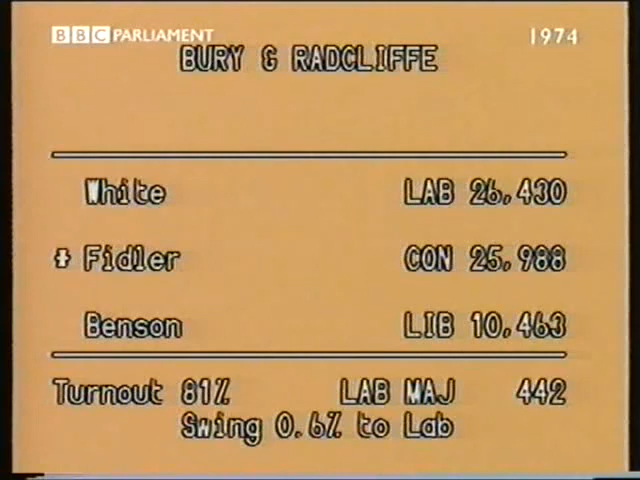 BBC PARLIAMENT 1974
BURY & RADCLIFFE
White LAB 26,430
* Fidler CON 25,988
Benson LIB 10,463
Turnout 81% LAB MAJ 442
Swing 0.6% to Lab